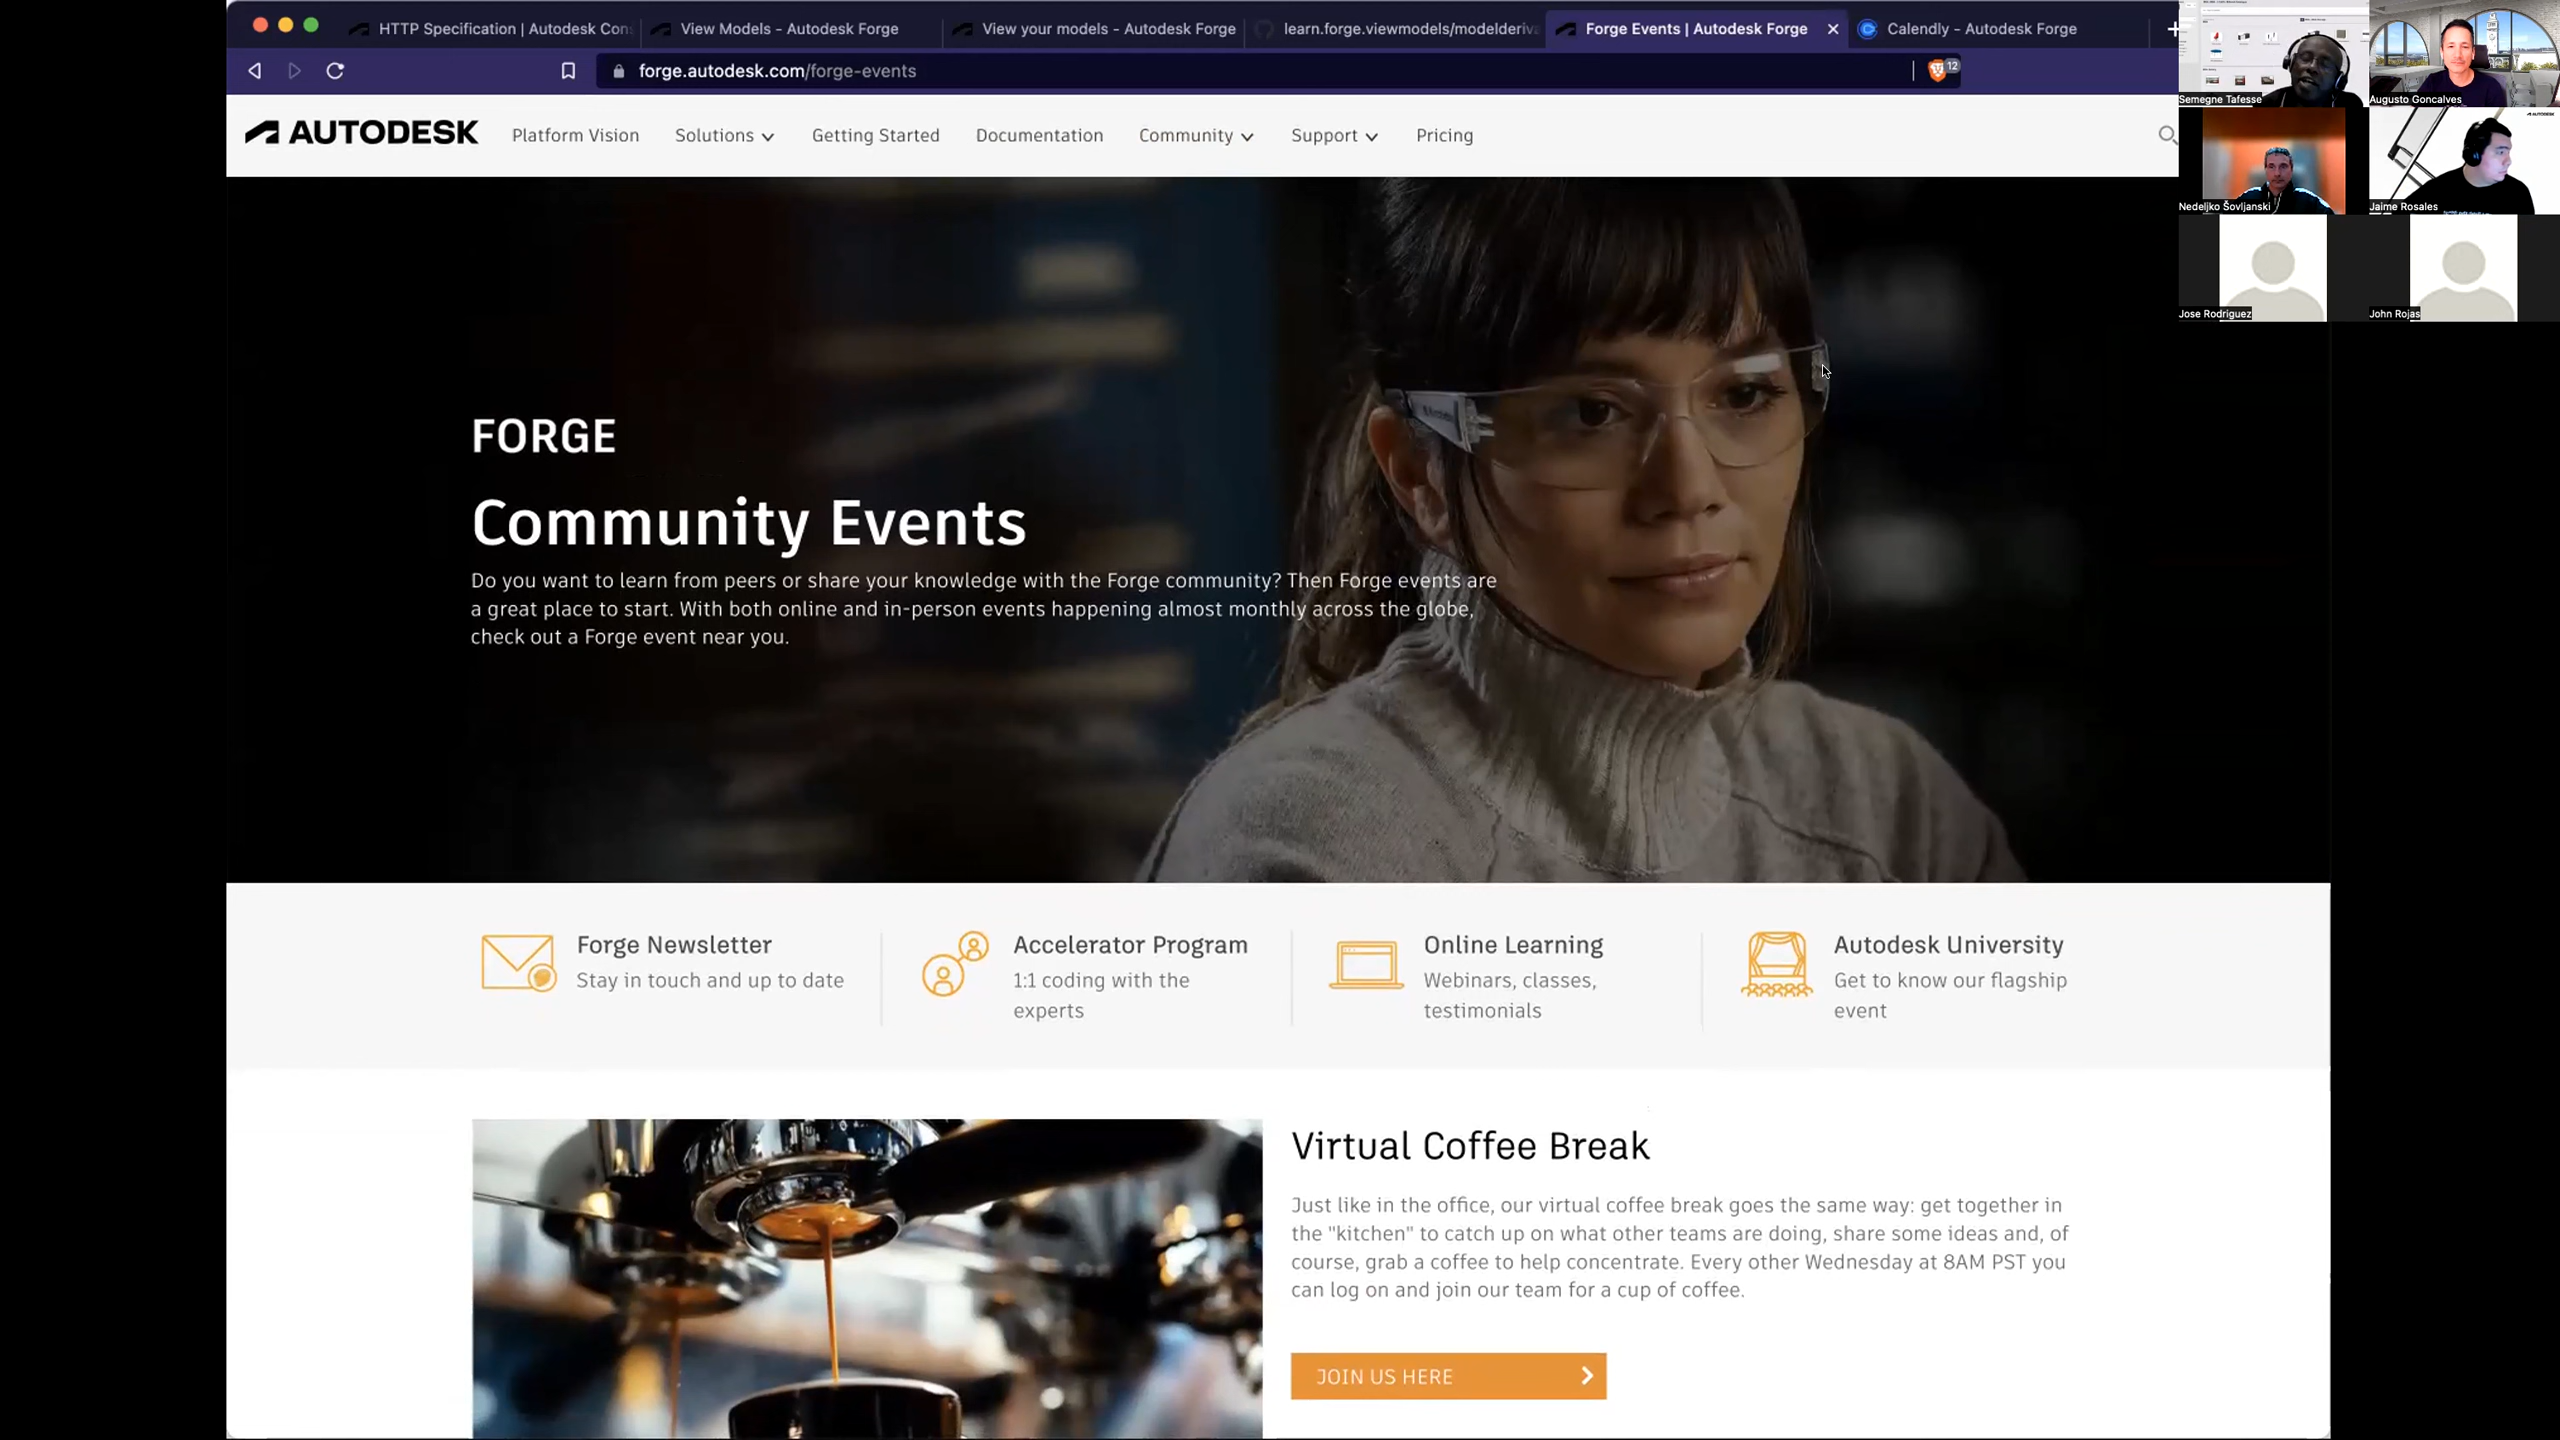 HTTP Specification | Autodesk Con
View Models - Autodesk Forge
View your models - Autodesk Forge
learn.forge.viewmodels/modelderiva
Forge Events | Autodesk Forge
Calendly - Autodesk Forge
forge.autodesk.com/forge-events
12
AUTODESK
Platform Vision
Solutions
Getting Started
Documentation
Community
Support
Pricing
Semegne Tafesse
Augusto Goncalves
Nedeljko Šovljanski
AUTODESK
Jaime Rosales
Jose Rodriguez
John Rojas
FORGE
Community Events
Do you want to learn from peers or share your knowledge with the Forge community? Then Forge events are
a great place to start. With both online and in-person events happening almost monthly across the globe,
check out a Forge event near you.
Forge Newsletter
Stay in touch and up to date
Accelerator Program
1:1 coding with the
experts
Online Learning
Webinars, classes,
testimonials
Autodesk University
Get to know our flagship
event
Virtual Coffee Break
Just like in the office, our virtual coffee break goes the same way: get together in
the "kitchen" to catch up on what other teams are doing, share some ideas and, of
course, grab a coffee to help concentrate. Every other Wednesday at 8AM PST you
can log on and join our team for a cup of coffee.
JOIN US HERE